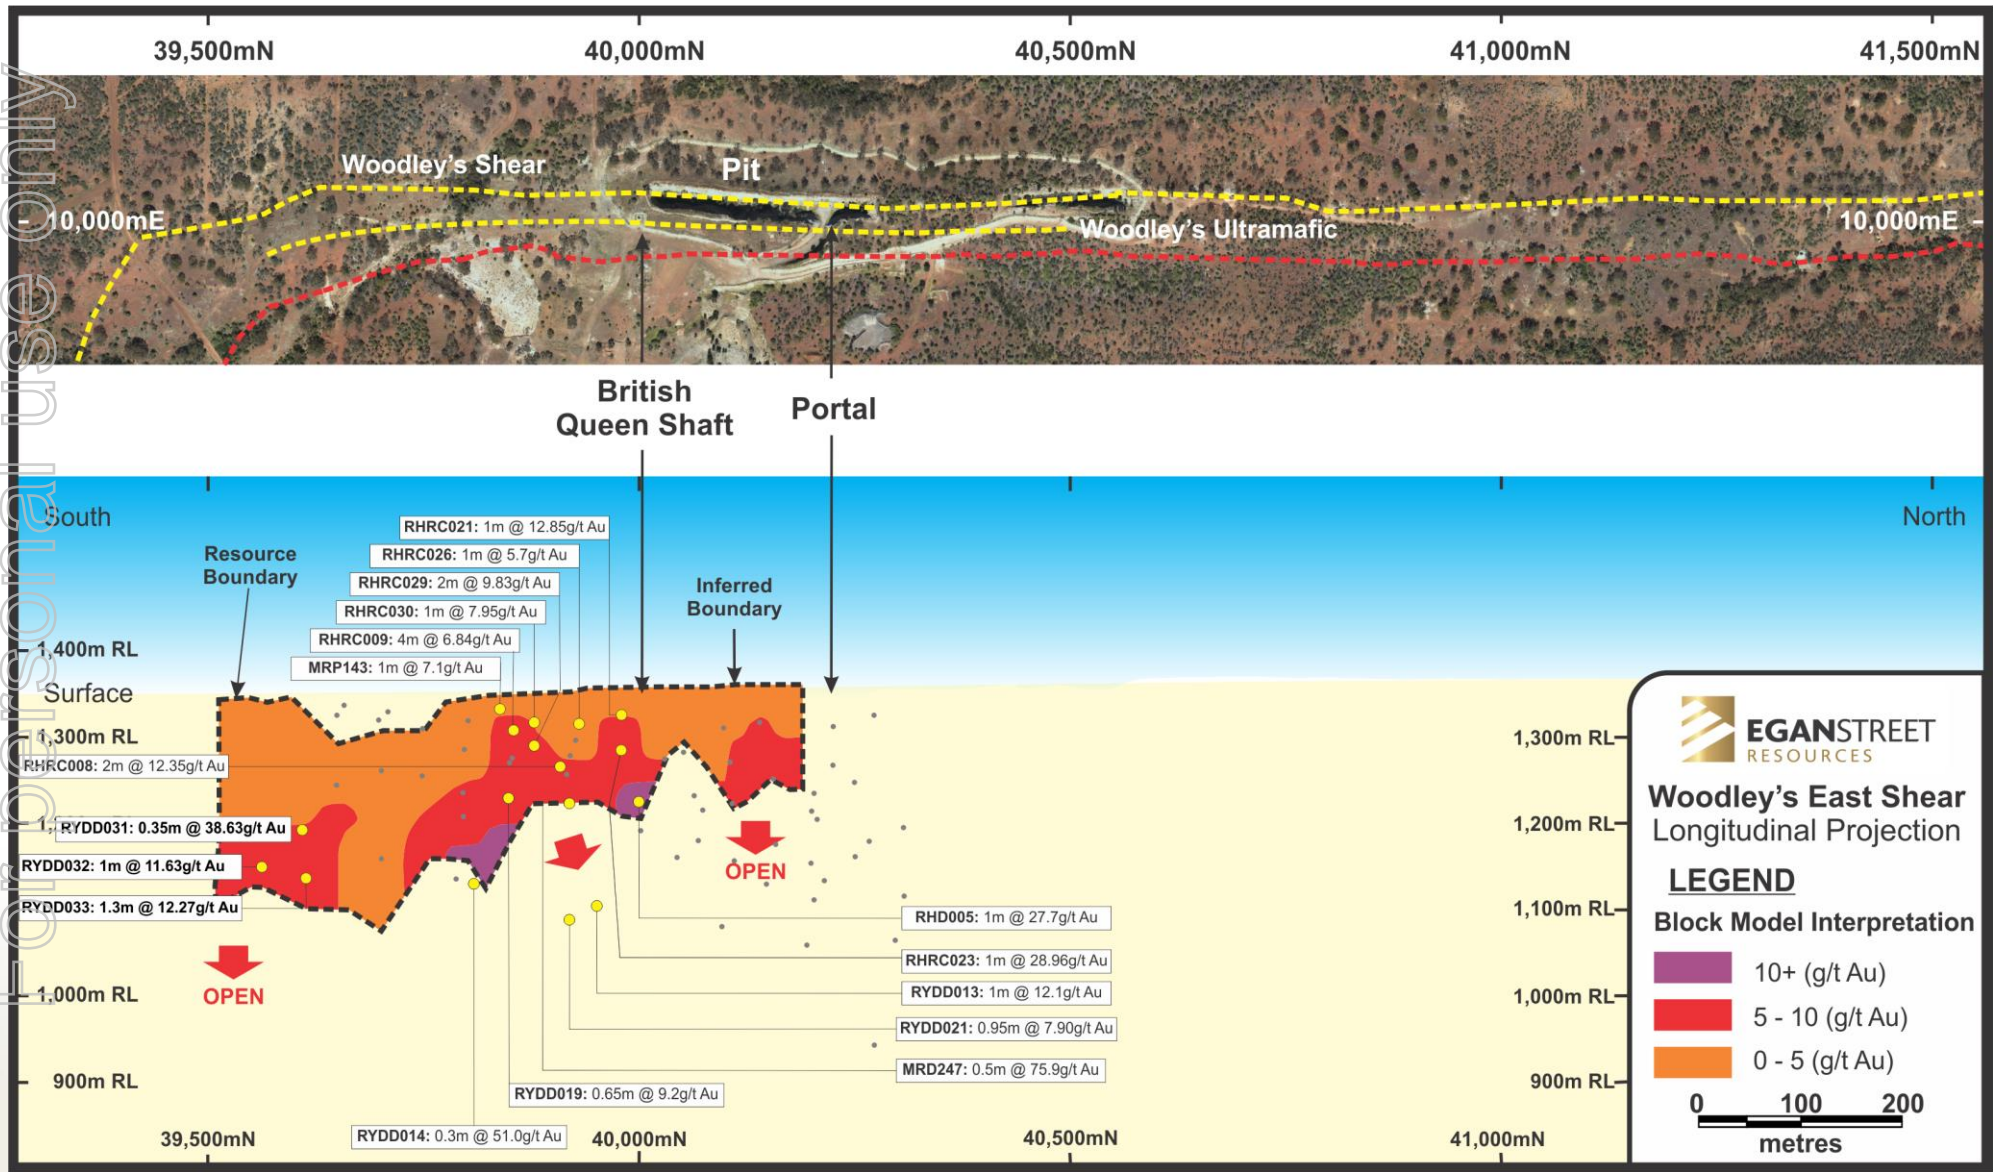 39,500mN 40,000mN 40,500mN 41,000mN 41,500mN
Woodley's Shear
Pit
10,000mE
Woodley's Ultramafic
10,000mE
British
Queen Shaft
Portal
South
North
Resource
Boundary
Inferred
Boundary
RHRC021: 1m @ 12.85g/t Au
RHRC026: 1m @ 5.7g/t Au
RHRC029: 2m @ 9.83g/t Au
RHRC030: 1m @ 7.95g/t Au
RHRC009: 4m @ 6.84g/t Au
MRP143: 1m @ 7.1g/t Au
1,400m RL
Surface
1,300m RL
1,300m RL
RHRC008: 2m @ 12.35g/t Au
1,200m RL
RYDD031: 0.35m @ 38.63g/t Au
RYDD032: 1m @ 11.63g/t Au
RYDD033: 1.3m @ 12.27g/t Au
OPEN
OPEN
1,100m RL
RHD005: 1m @ 27.7g/t Au
RHRC023: 1m @ 28.96g/t Au
RYDD013: 1m @ 12.1g/t Au
RYDD021: 0.95m @ 7.90g/t Au
MRD247: 0.5m @ 75.9g/t Au
RYDD019: 0.65m @ 9.2g/t Au
RYDD014: 0.3m @ 51.0g/t Au
1,000m RL
1,000m RL
900m RL
900m RL
39,500mN 40,000mN 40,500mN 41,000mN
EGANSTREET
RESOURCES
Woodley's East Shear
Longitudinal Projection
LEGEND
Block Model Interpretation
10+ (g/t Au)
5 - 10 (g/t Au)
0 - 5 (g/t Au)
0 100 200
metres
For personal use only